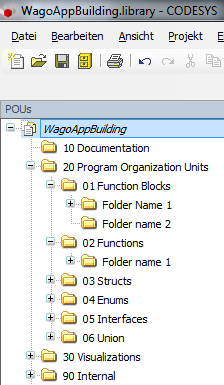 WagoAppBuilding.library - CODESYS
Datei Bearbeiten Ansicht Projekt E
POUs
WagoAppBuilding
10 Documentation
20 Program Organization Units
01 Function Blocks
Folder Name 1
Folder name 2
02 Functions
Folder name 1
03 Structs
04 Enums
05 Interfaces
06 Union
30 Visualizations
90 Internal